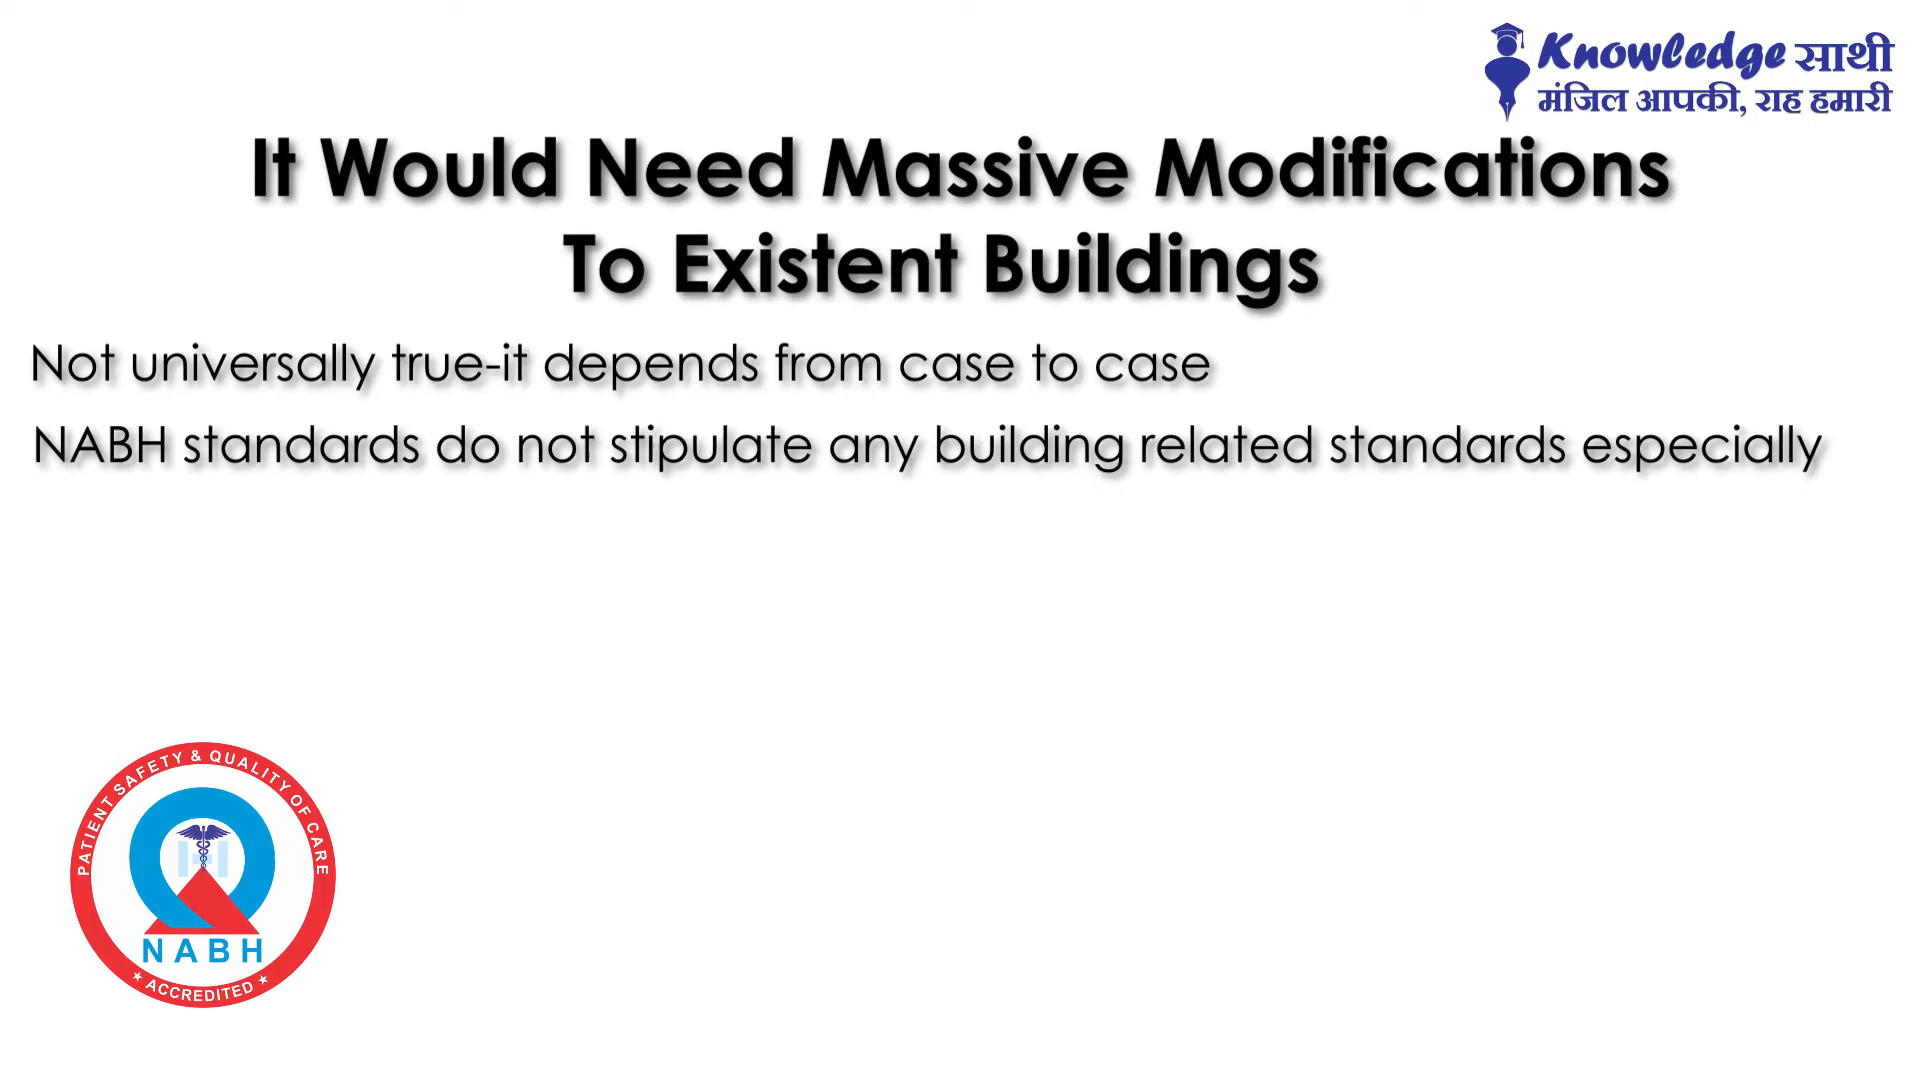 Knowledge साथी
मंजिल आपकी, राह हमारी
It Would Need Massive Modifications
To Existent Buildings
Not universally true-it depends from case to case
NABH standards do not stipulate any building related standards especially
PATIENT SAFETY & QUALITY OF CARE
NABH
ACCREDITED